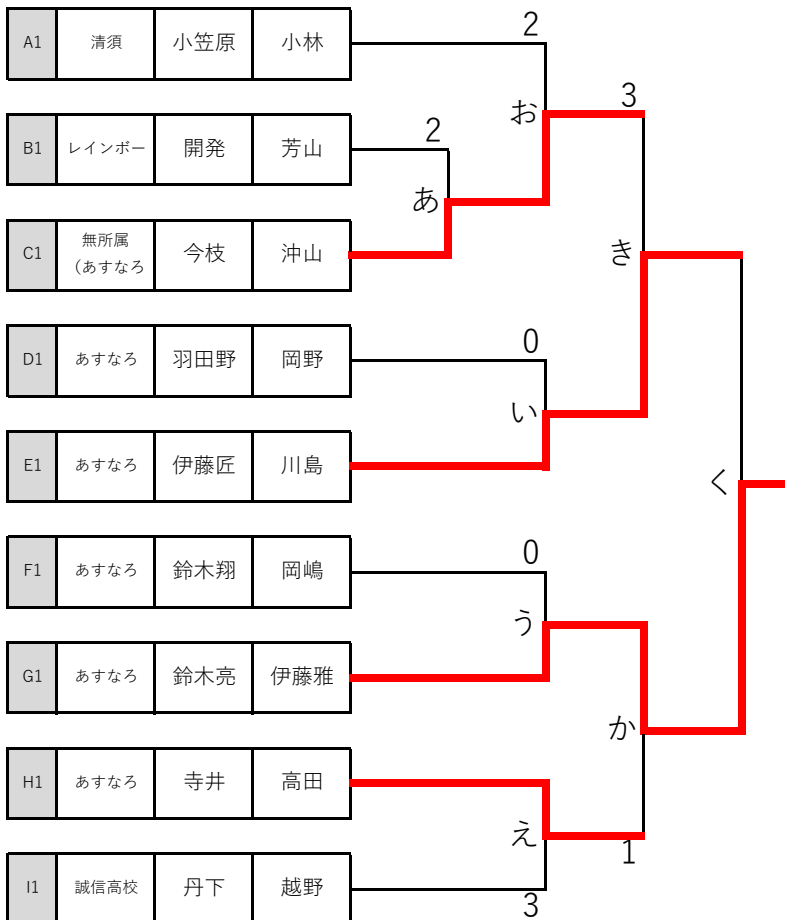 A1 清須 小笠原 小林
2
お
3
B1 レインボー 開発 芳山
2
あ
C1 無所属
(あすなろ 今枝 沖山
き
D1 あすなろ 羽田野 岡野
0
い
E1 あすなろ 伊藤匠 川島
く
F1 あすなろ 鈴木翔 岡嶋
0
う
G1 あすなろ 鈴木亮 伊藤雅
か
H1 あすなろ 寺井 高田
え
1
I1 誠信高校 丹下 越野
3